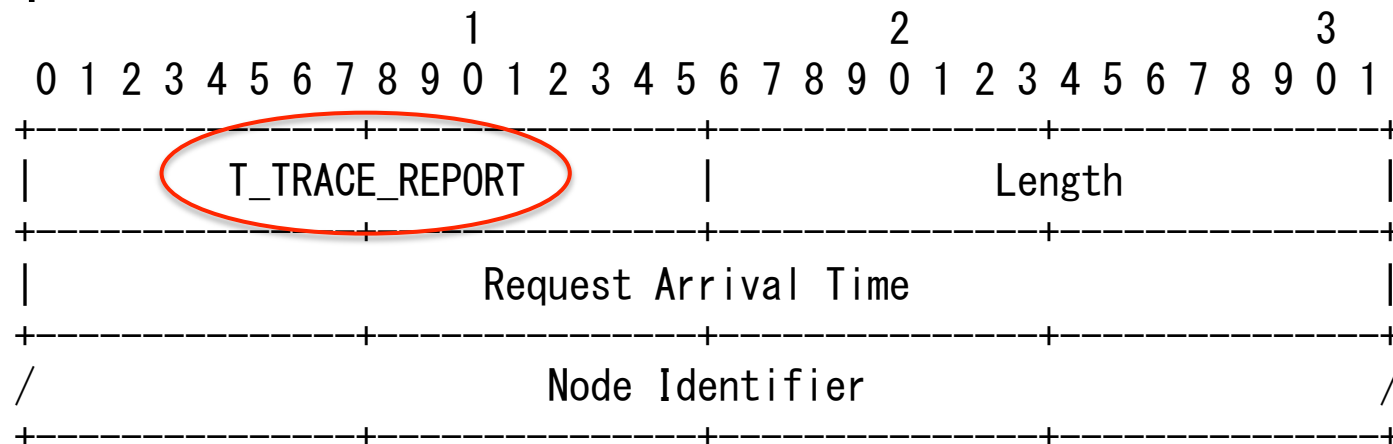 1                   2                   3
 0 1 2 3 4 5 6 7 8 9 0 1 2 3 4 5 6 7 8 9 0 1 2 3 4 5 6 7 8 9 0 1
+---------------+---------------+---------------+---------------+
|         T_TRACE_REPORT        |             Length            |
+---------------+---------------+---------------+---------------+
|                     Request Arrival Time                      |
+---------------+---------------+---------------+---------------+
/                        Node Identifier                        /
+---------------+---------------+---------------+---------------+